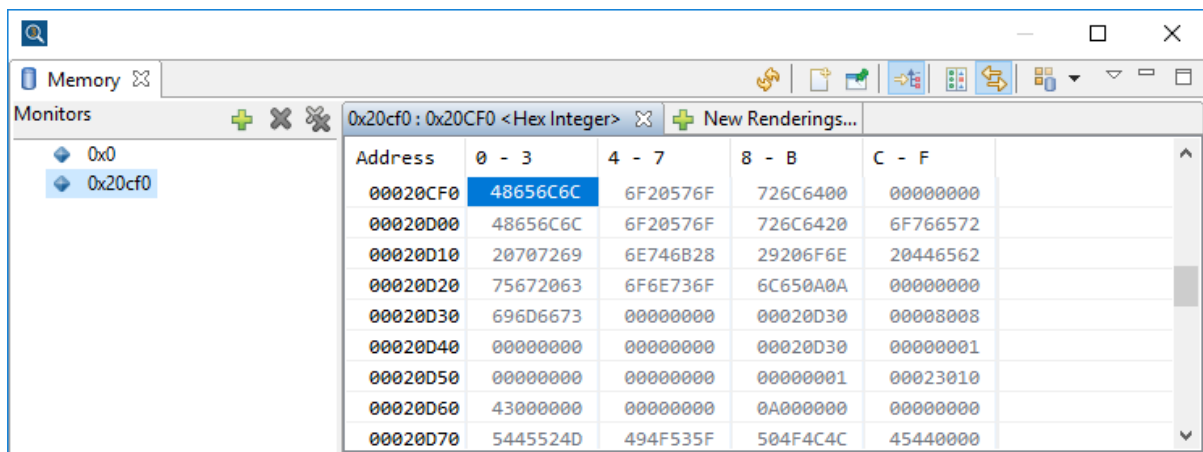 Memory
Monitors
0x0
0x20cf0
0x20cf0 : 0x20CF0 <Hex Integer> New Renderings...
Address 0 - 3 4 - 7 8 - B C - F
00020CF0 48656C6C 6F20576F 726C6400 00000000
00020D00 48656C6C 6F20576F 726C6420 6F766572
00020D10 20707269 6E746B28 29206F6E 20446562
00020D20 75672063 6F6E736F 6C650A0A 00000000
00020D30 696D6673 00000000 00020D30 00008008
00020D40 00000000 00000000 00020D30 00000001
00020D50 00000000 00000000 00000001 00023010
00020D60 43000000 00000000 0A000000 00000000
00020D70 5445524D 494F535F 504F4C4C 45440000